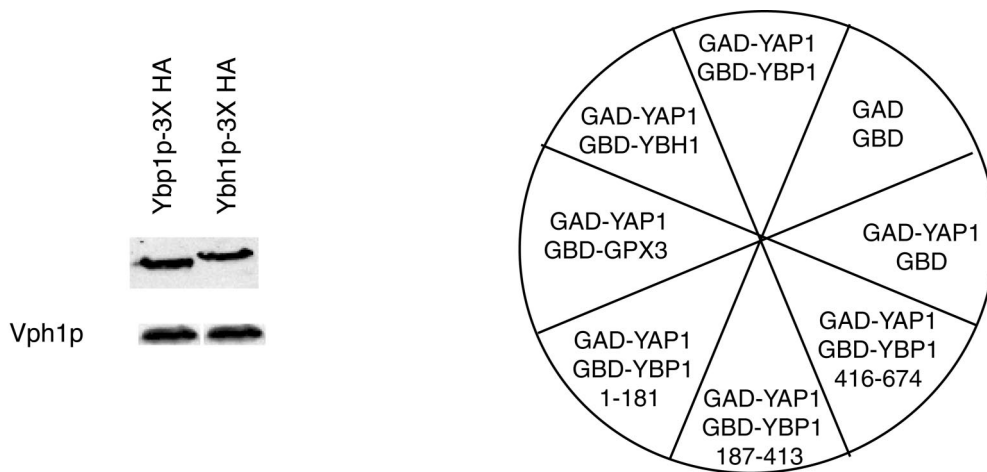 Ybp1p-3X HA
Ybh1p-3X HA
Vph1p
GAD-YAP1
GBD-YBP1
GAD
GBD
GAD-YAP1
GBD
GAD-YAP1
GBD-YBP1
416-674
GAD-YAP1
GBD-YBP1
187-413
GAD-YAP1
GBD-YBP1
1-181
GAD-YAP1
GBD-GPX3
GAD-YAP1
GBD-YBH1